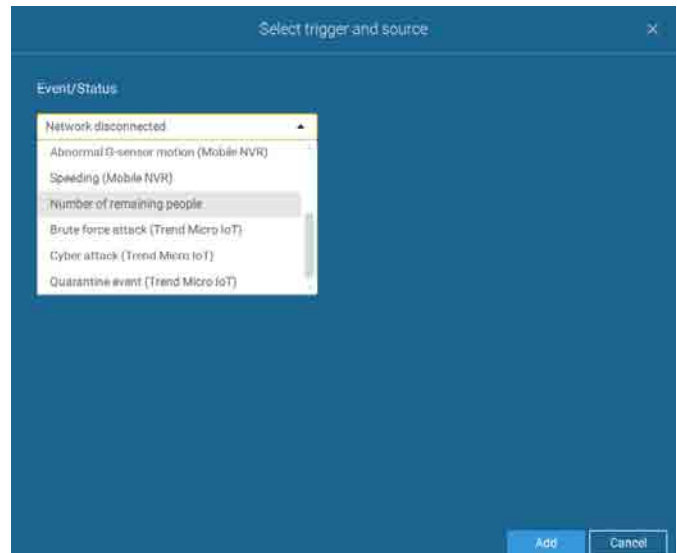 Select trigger and source
Event/Status
Network disconnected
Abnormal G-sensor motion (Mobile NVR)
Speeding (Mobile NVR)
Number of remaining people
Brute force attack (Trend Micro IoT)
Cyber attack (Trend Micro IoT)
Quarantine event (Trend Micro IoT)
Add Cancel